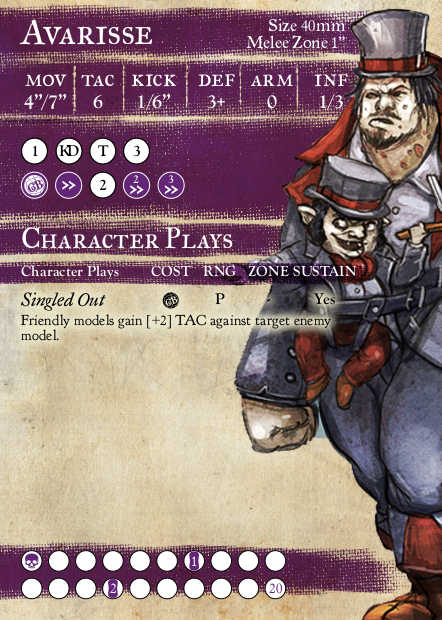 Avarisse
Size 40mm
Melee Zone 1"
MOV TAC KICK DEF ARM INF
4"/7" 6 1/6" 3+ 0 1/3
1 KD T 3
GB >> 2 2 >> 3 >>
Character Plays
Character Plays COST RNG ZONE SUSTAIN
Singled Out GB P - Yes
Friendly models gain [+2] TAC against target enemy
model.
1
2 20